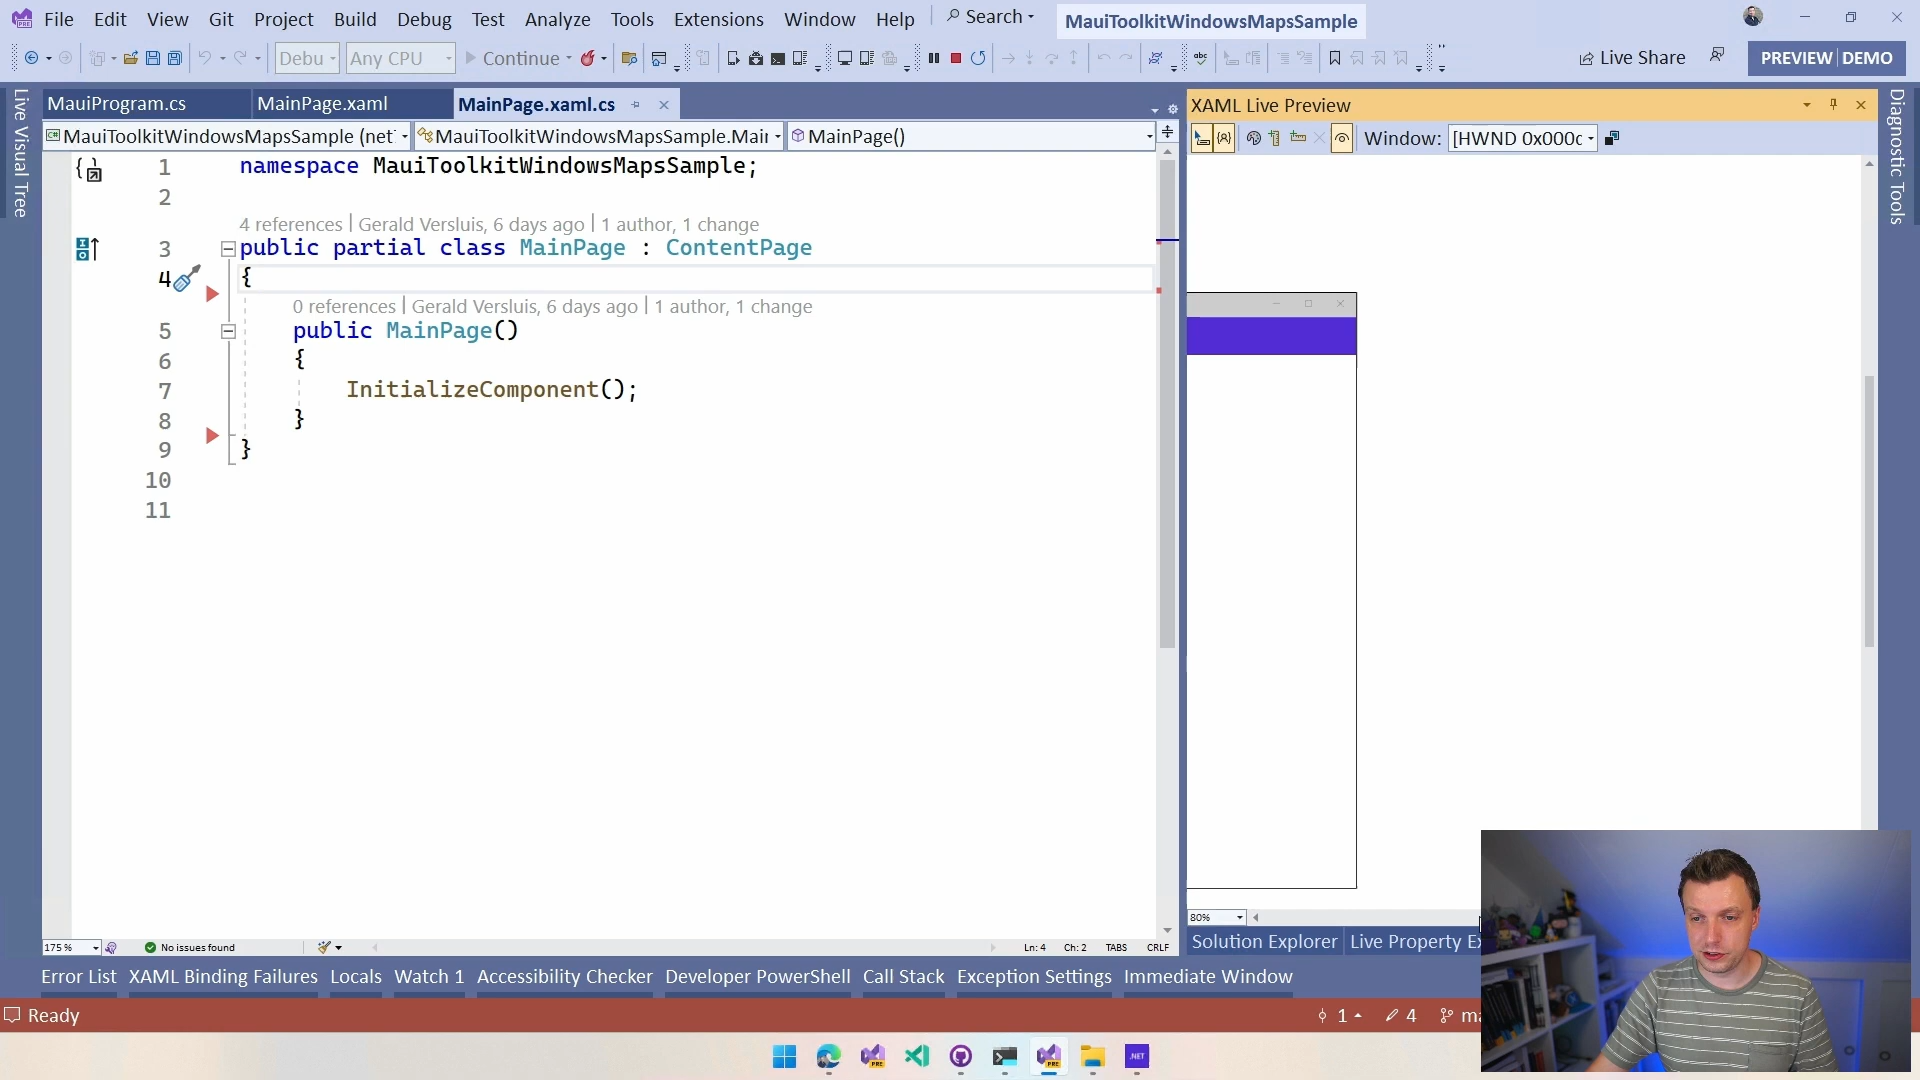 File Edit View Git Project Build Debug Test Analyze Tools Extensions Window Help Search MauiToolkitWindowsMapsSample
Debu Any CPU Continue Live Share PREVIEW DEMO
Live Visual Tree
MauiProgram.cs MainPage.xaml MainPage.xaml.cs
MauiToolkitWindowsMapsSample (net MauiToolkitWindowsMapsSample.Mai MainPage()
1 namespace MauiToolkitWindowsMapsSample;
2
4 references | Gerald Versluis, 6 days ago | 1 author, 1 change
3 public partial class MainPage : ContentPage
4 {
0 references | Gerald Versluis, 6 days ago | 1 author, 1 change
5 public MainPage()
6 {
7 InitializeComponent();
8 }
9 }
10
11
175 % No issues found Ln: 4 Ch: 2 TABS CRLF
XAML Live Preview
Window: [HWND 0x000c
80%
Solution Explorer Live Property Ex
Diagnostic Tools
Error List XAML Binding Failures Locals Watch 1 Accessibility Checker Developer PowerShell Call Stack Exception Settings Immediate Window
Ready 1 4 ma
.NET